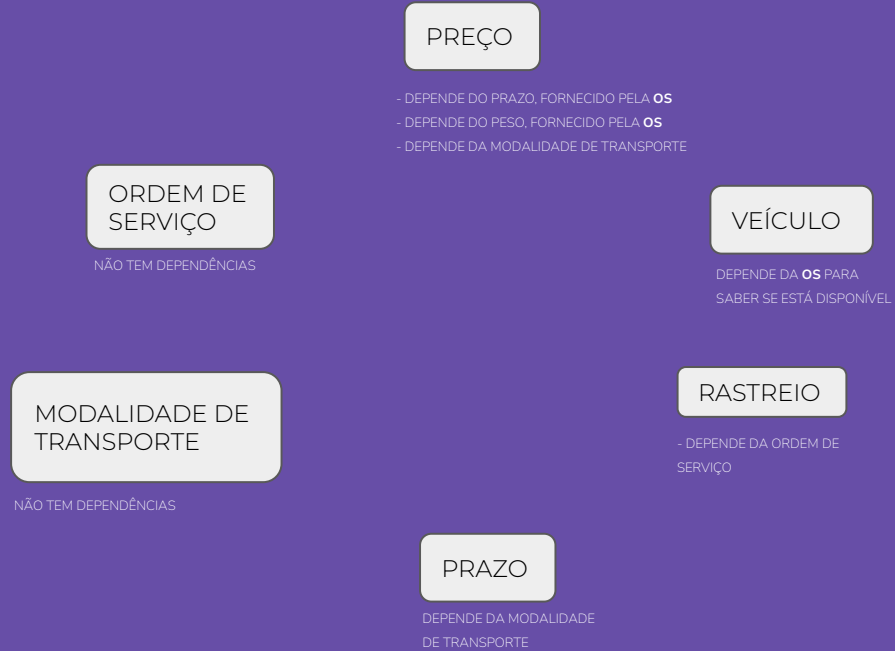 PREÇO
- DEPENDE DO PRAZO, FORNECIDO PELA OS
- DEPENDE DO PESO, FORNECIDO PELA OS
- DEPENDE DA MODALIDADE DE TRANSPORTE
ORDEM DE
SERVIÇO
NÃO TEM DEPENDÊNCIAS
VEÍCULO
DEPENDE DA OS PARA
SABER SE ESTÁ DISPONÍVEL
MODALIDADE DE
TRANSPORTE
NÃO TEM DEPENDÊNCIAS
RASTREIO
- DEPENDE DA ORDEM DE
SERVIÇO
PRAZO
DEPENDE DA MODALIDADE
DE TRANSPORTE